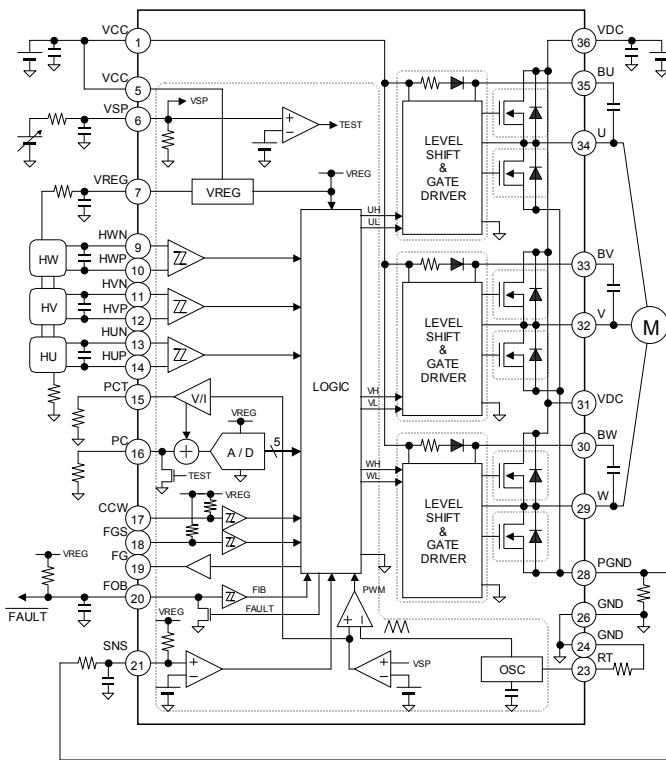 VCC
1
VCC
5
VSP
6
VSP
TEST
VREG
7
VREG
VREG
HW
HWN
9
HWP
10
HV
HVN
11
HVP
12
HU
HUN
13
HUP
14
PCT
15
V/I
PC
16
TEST
VREG
A / D
5
CCW
17
VREG
FGS
18
FG
19
VREG
FOB
20
FIB
FAULT
FAULT
SNS
21
VREG
LOGIC
PWM
VSP
OSC
UH
UL
LEVEL
SHIFT
&
GATE
DRIVER
VH
VL
LEVEL
SHIFT
&
GATE
DRIVER
WH
WL
LEVEL
SHIFT
&
GATE
DRIVER
36
VDC
35
BU
34
U
33
BV
32
V
M
31
VDC
30
BW
29
W
28
PGND
26
GND
24
GND
23
RT